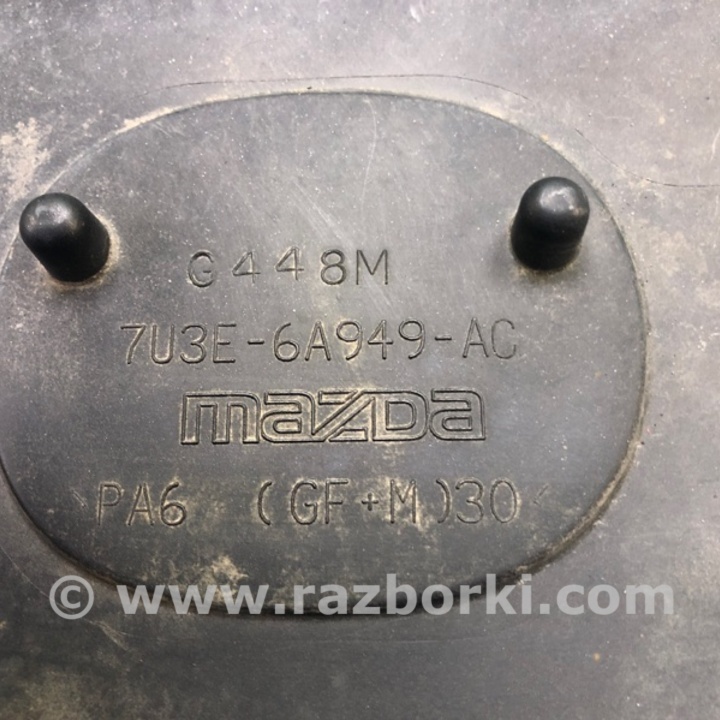 G448M
7U3E-6A949-AC
mazda
PA6 (GF+M)30<
© www.razborki.com